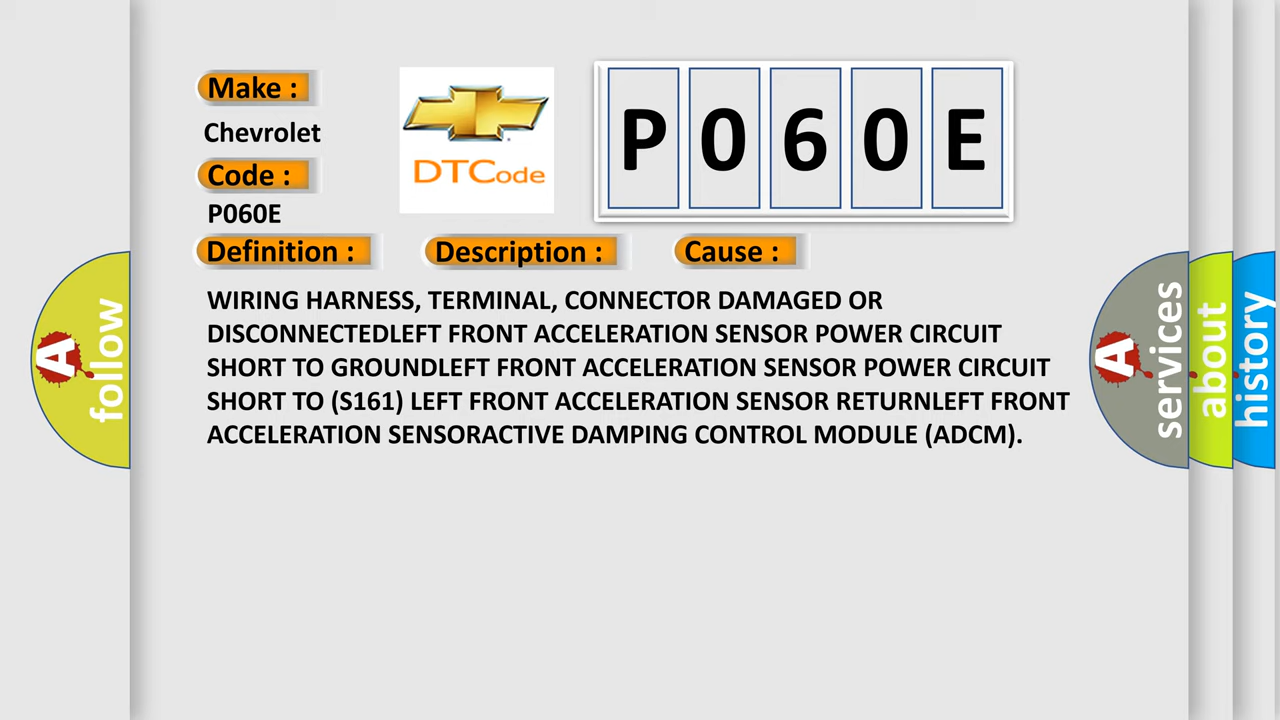 Make :
Chevrolet
Code :
P060E
DTCode
P060E
Definition :
Description :
Cause :
WIRING HARNESS, TERMINAL, CONNECTOR DAMAGED OR
DISCONNECTEDLEFT FRONT ACCELERATION SENSOR POWER CIRCUIT
SHORT TO GROUNDLEFT FRONT ACCELERATION SENSOR POWER CIRCUIT
SHORT TO (S161) LEFT FRONT ACCELERATION SENSOR RETURNLEFT FRONT
ACCELERATION SENSORACTIVE DAMPING CONTROL MODULE (ADCM).
A
follow
A
services
about
history